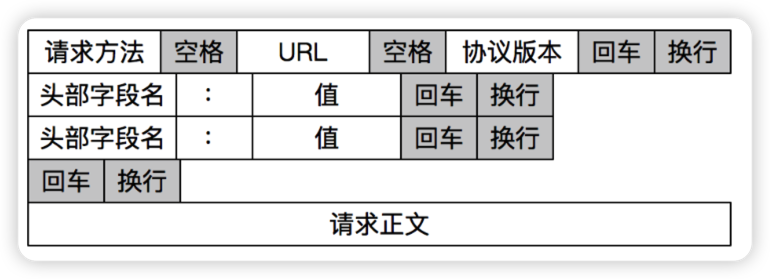 请求方法 空格 URL 空格 协议版本 回车 换行
头部字段名 : 值 回车 换行
头部字段名 : 值 回车 换行
回车 换行
请求正文